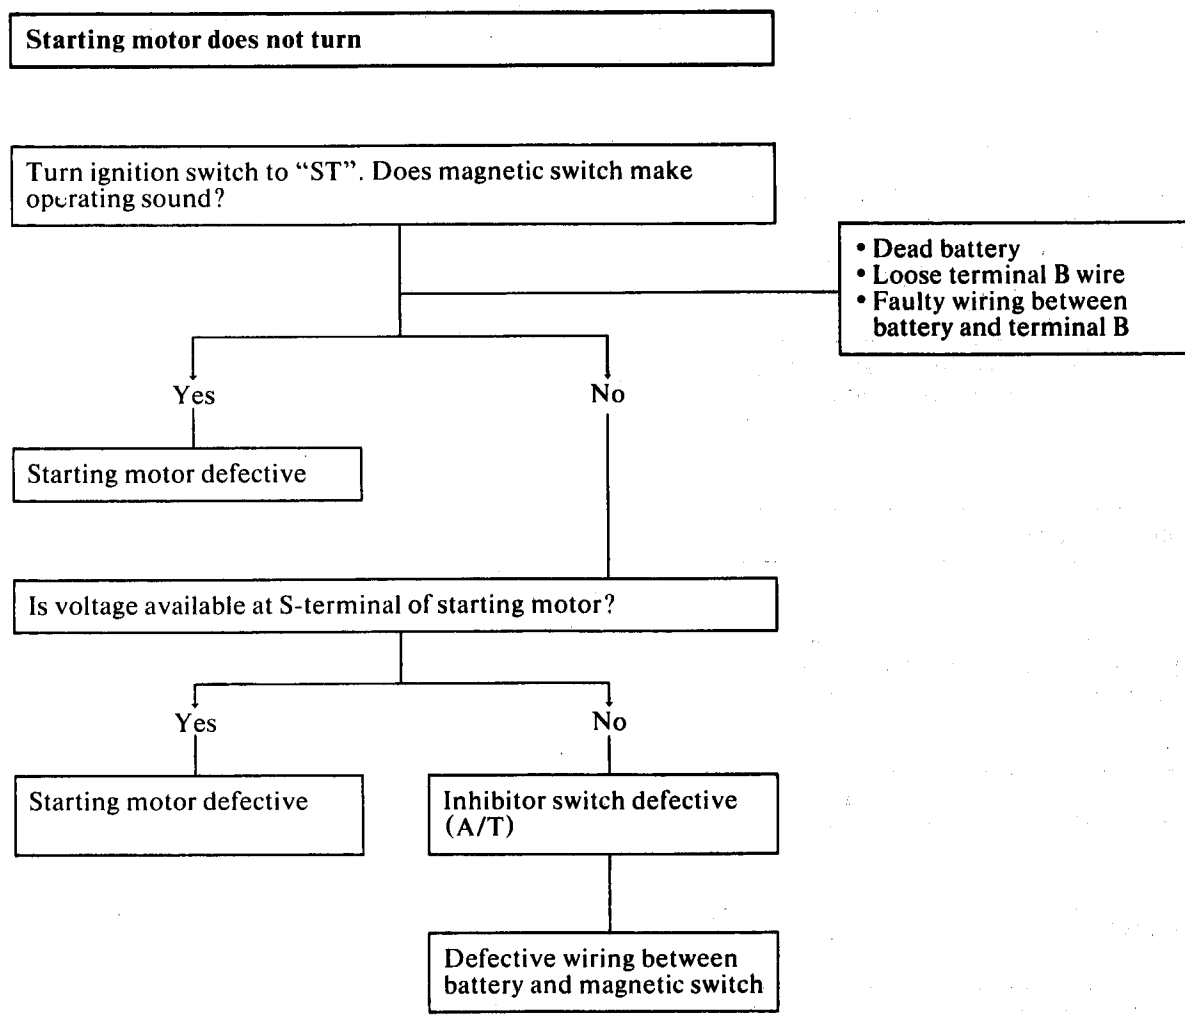 Starting motor does not turn
Turn ignition switch to “ST”. Does magnetic switch make
operating sound?
• Dead battery
• Loose terminal B wire
• Faulty wiring between
battery and terminal B
Yes
No
Starting motor defective
Is voltage available at S-terminal of starting motor?
Yes
No
Starting motor defective
Inhibitor switch defective
(A/T)
Defective wiring between
battery and magnetic switch